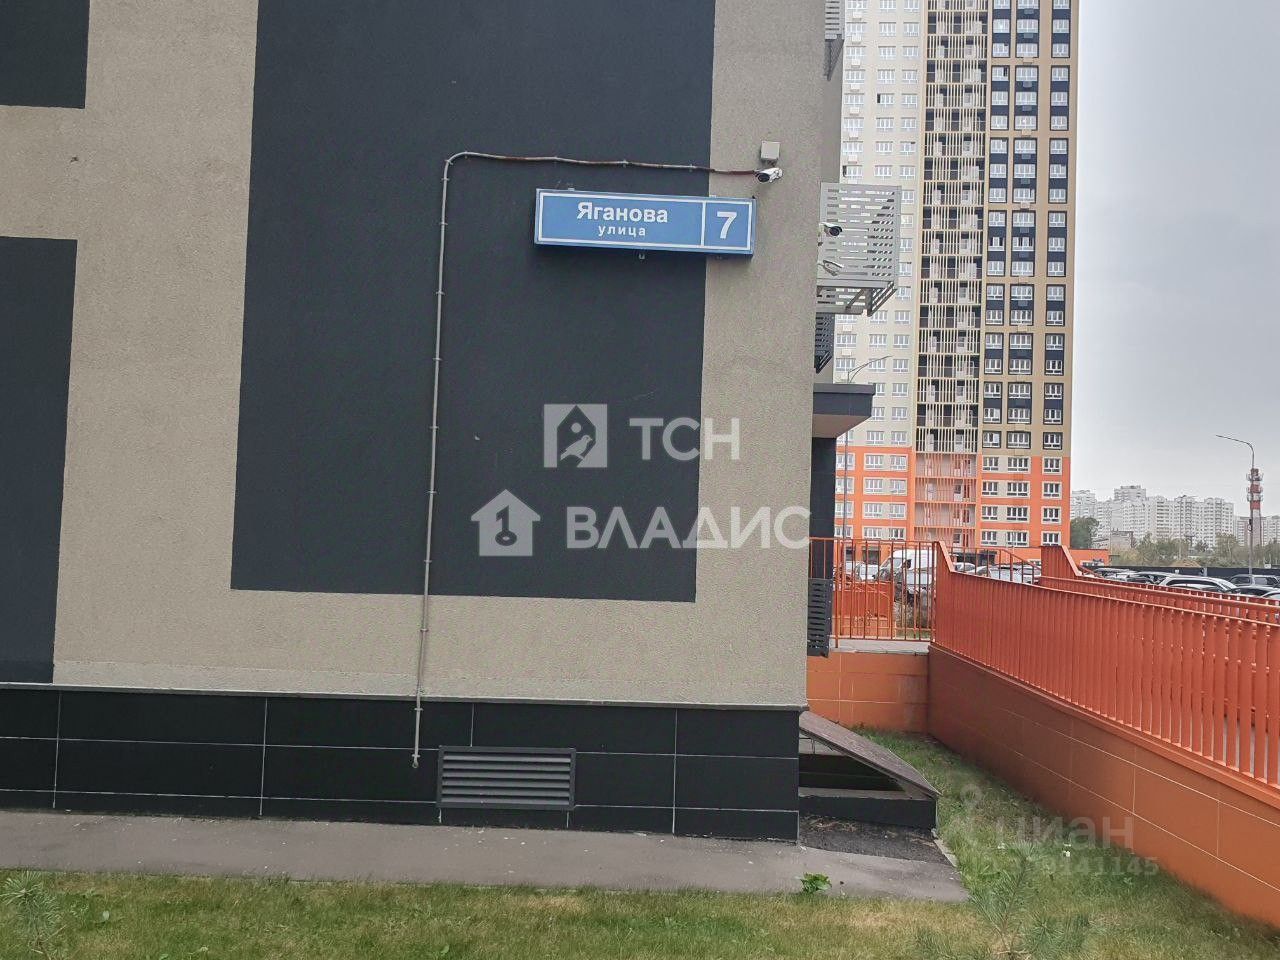 Яганова
улица
7
ТСН
ВЛАДИС
циан